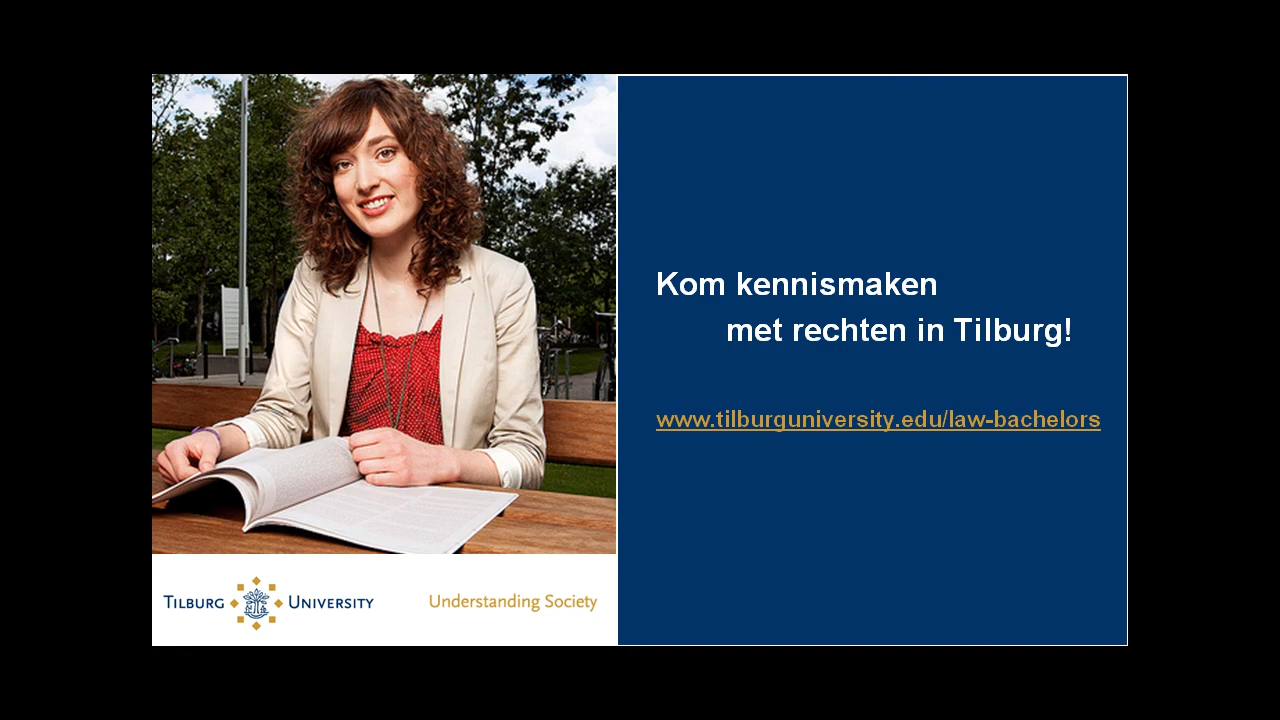 Kom kennismaken
met rechten in Tilburg!
www.tilburguniversity.edu/law-bachelors
TILBURG UNIVERSITY
Understanding Society